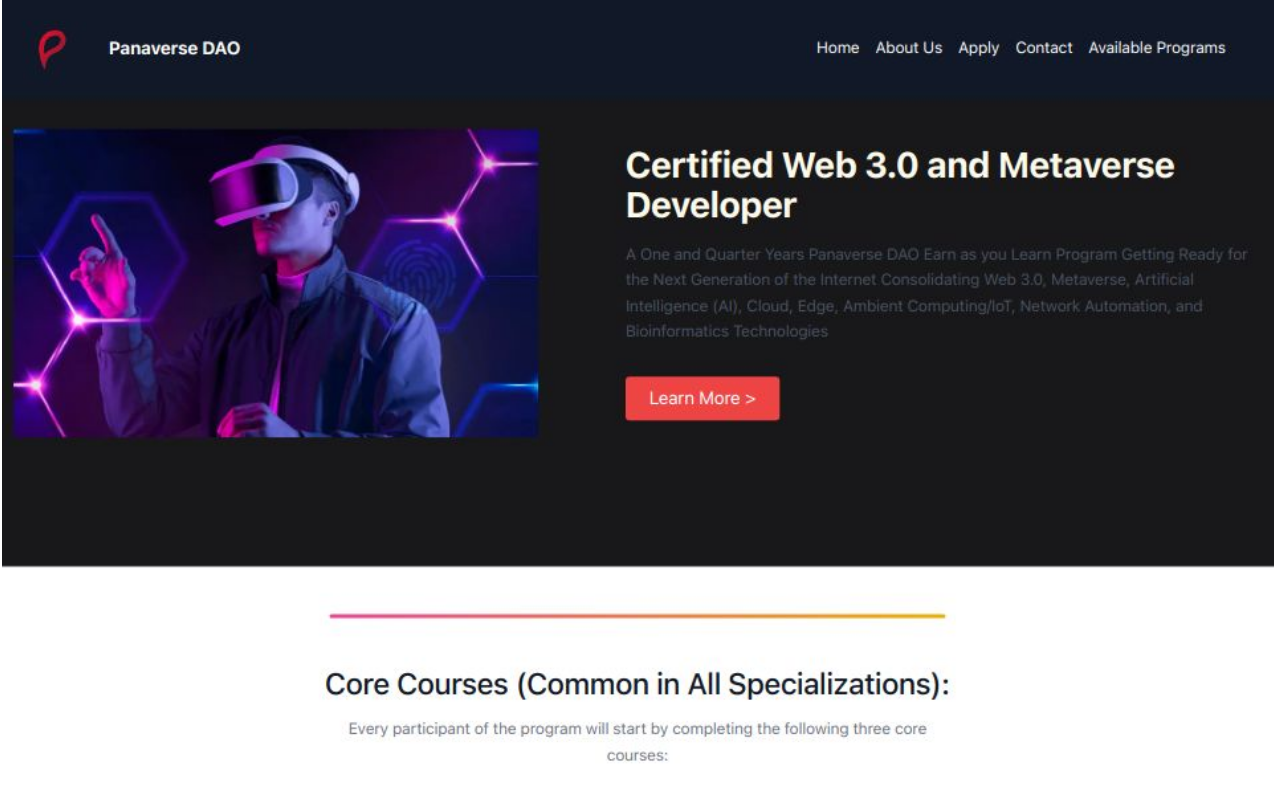 Panaverse DAO
Home About Us Apply Contact Available Programs
Certified Web 3.0 and Metaverse
Developer
A One and Quarter Years Panaverse DAO Earn as you Learn Program Getting Ready for
the Next Generation of the Internet Consolidating Web 3.0, Metaverse, Artificial
Intelligence (AI), Cloud, Edge, Ambient Computing/IoT, Network Automation, and
Bioinformatics Technologies
Learn More >
Core Courses (Common in All Specializations):
Every participant of the program will start by completing the following three core
courses: